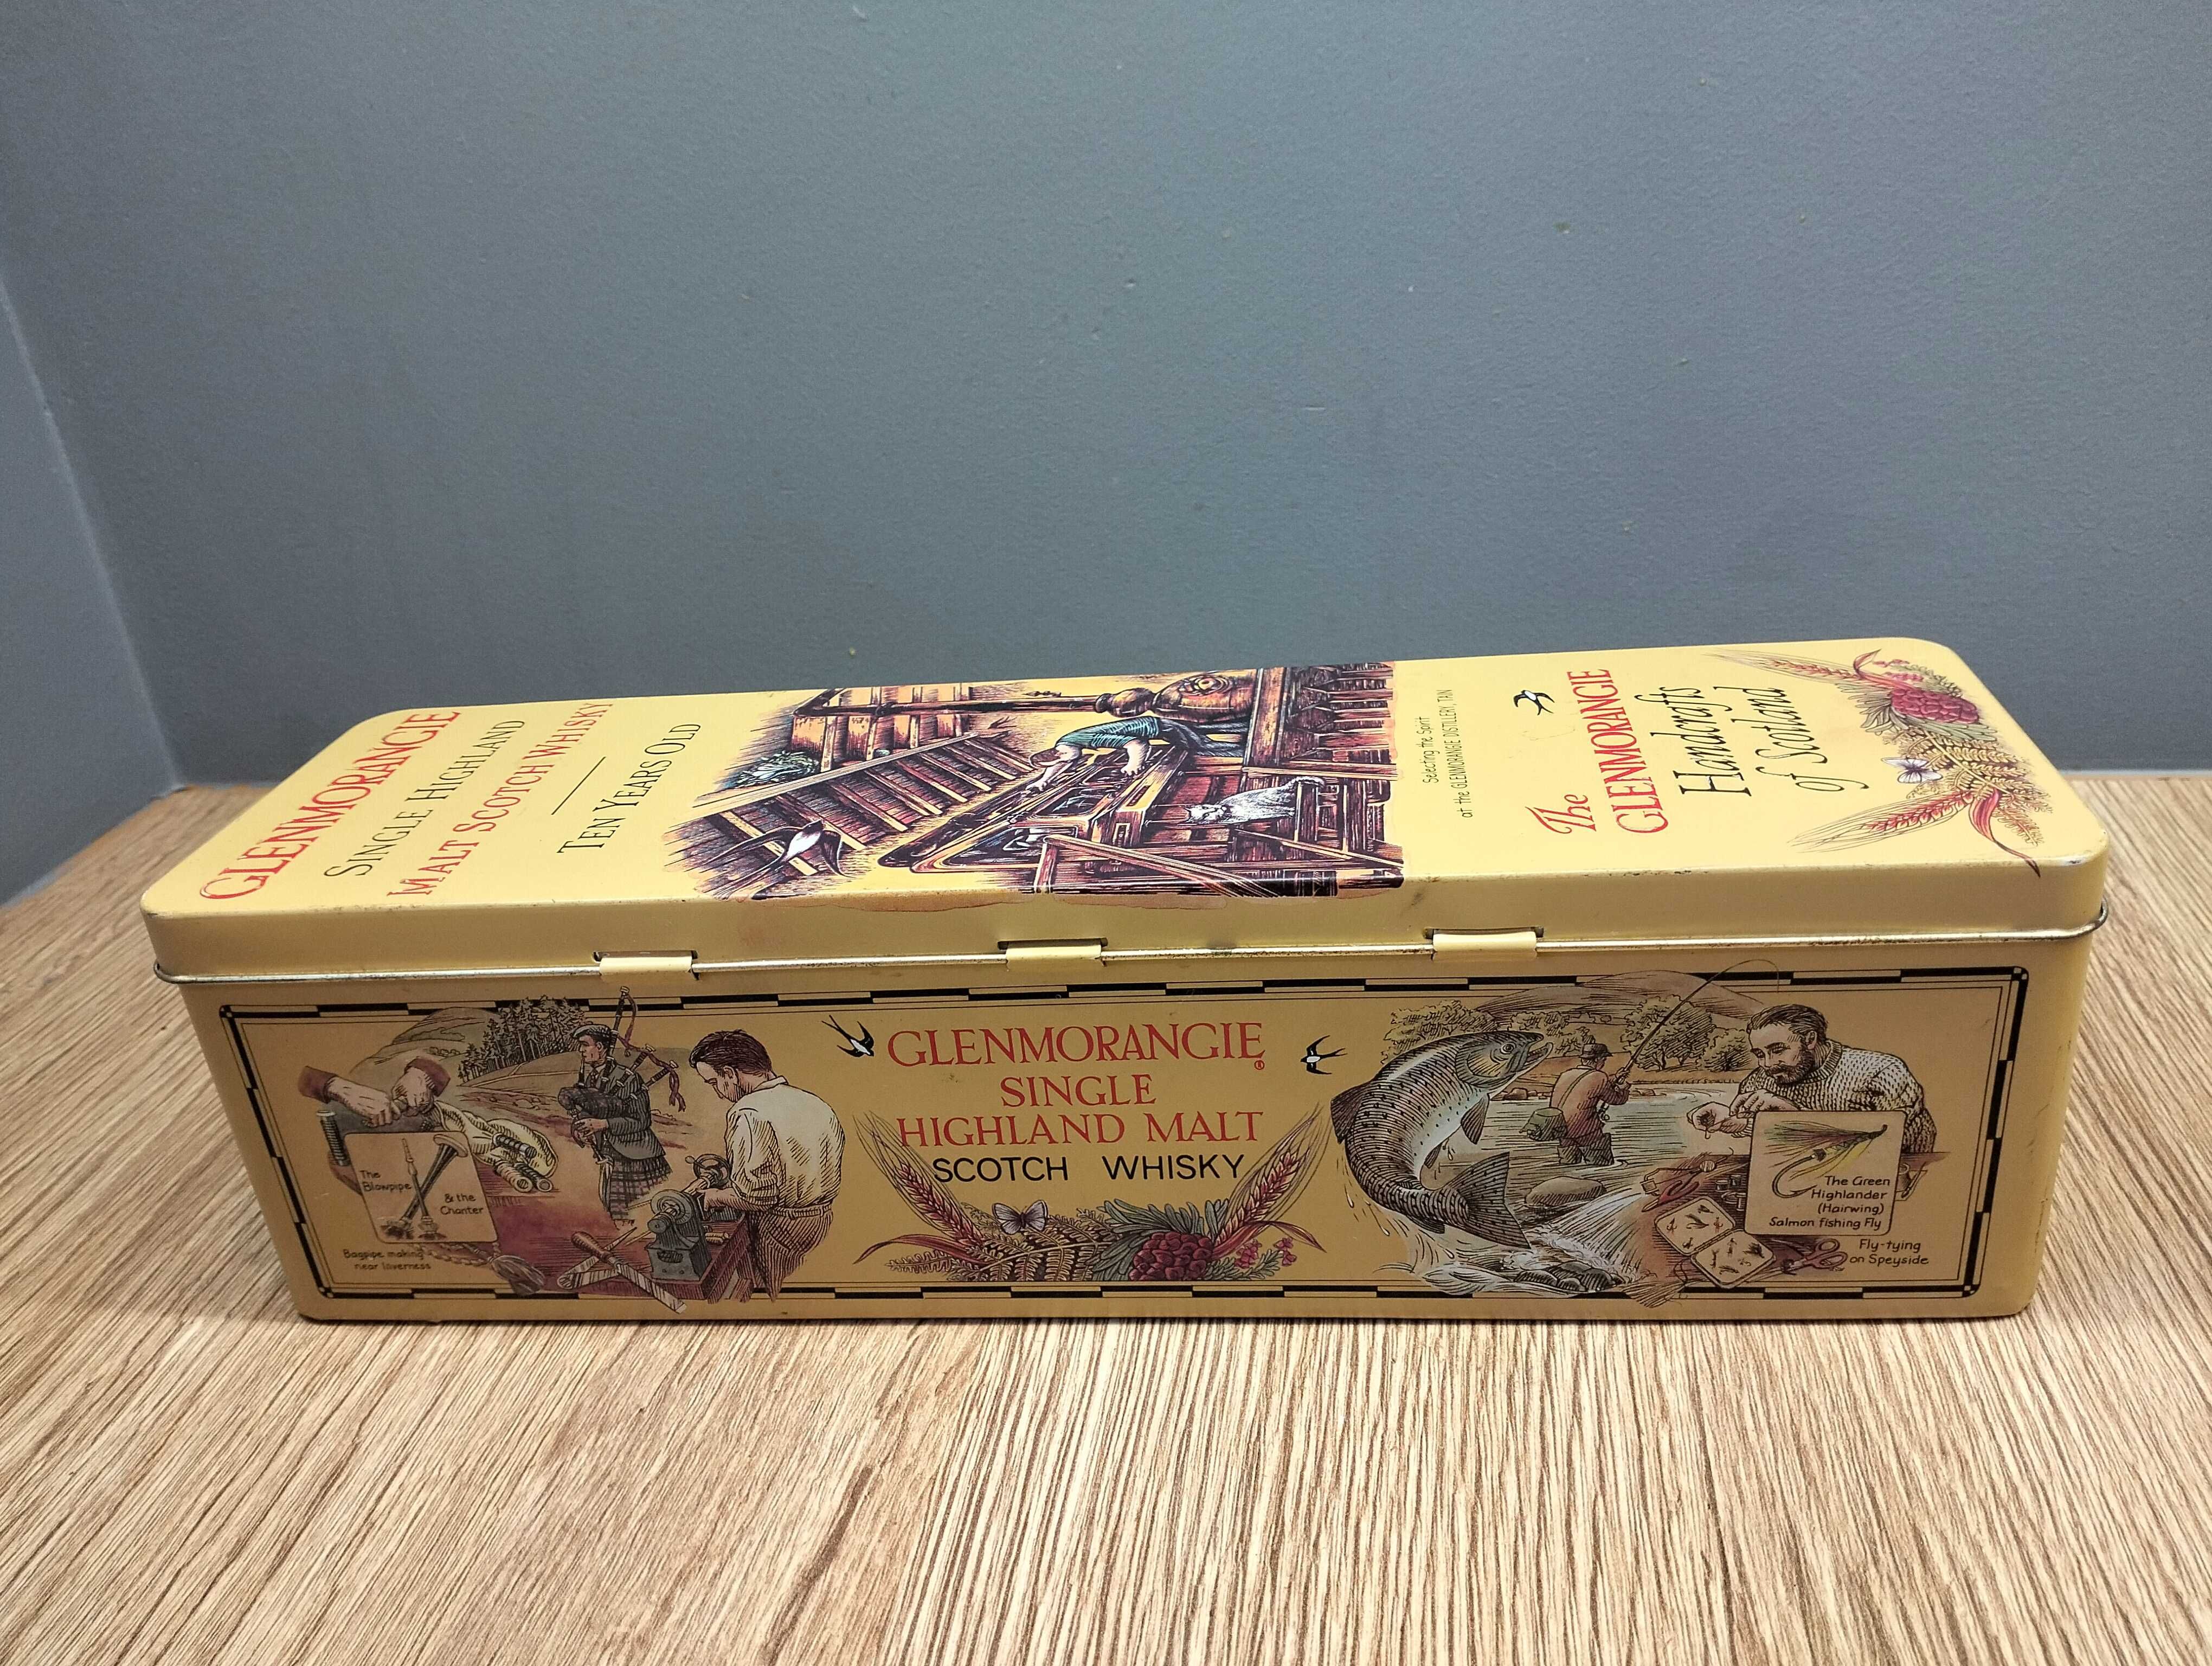 GLENMORANGIE
SINGLE HIGHLAND
MALT SCOTCH WHISKY
TEN YEARS OLD
Selecting the Spirit
at the GLENMORANGIE DISTILLERY, TAIN
The
GLENMORANGIE
Handcrafts
of Scotland
GLENMORANGIE®
SINGLE
HIGHLAND MALT
SCOTCH WHISKY
The
Blowpipe
& the
Chanter
Bagpipe making
near Inverness
The Green
Highlander
(Hairwing)
Salmon fishing Fly
Fly-tying
on Speyside